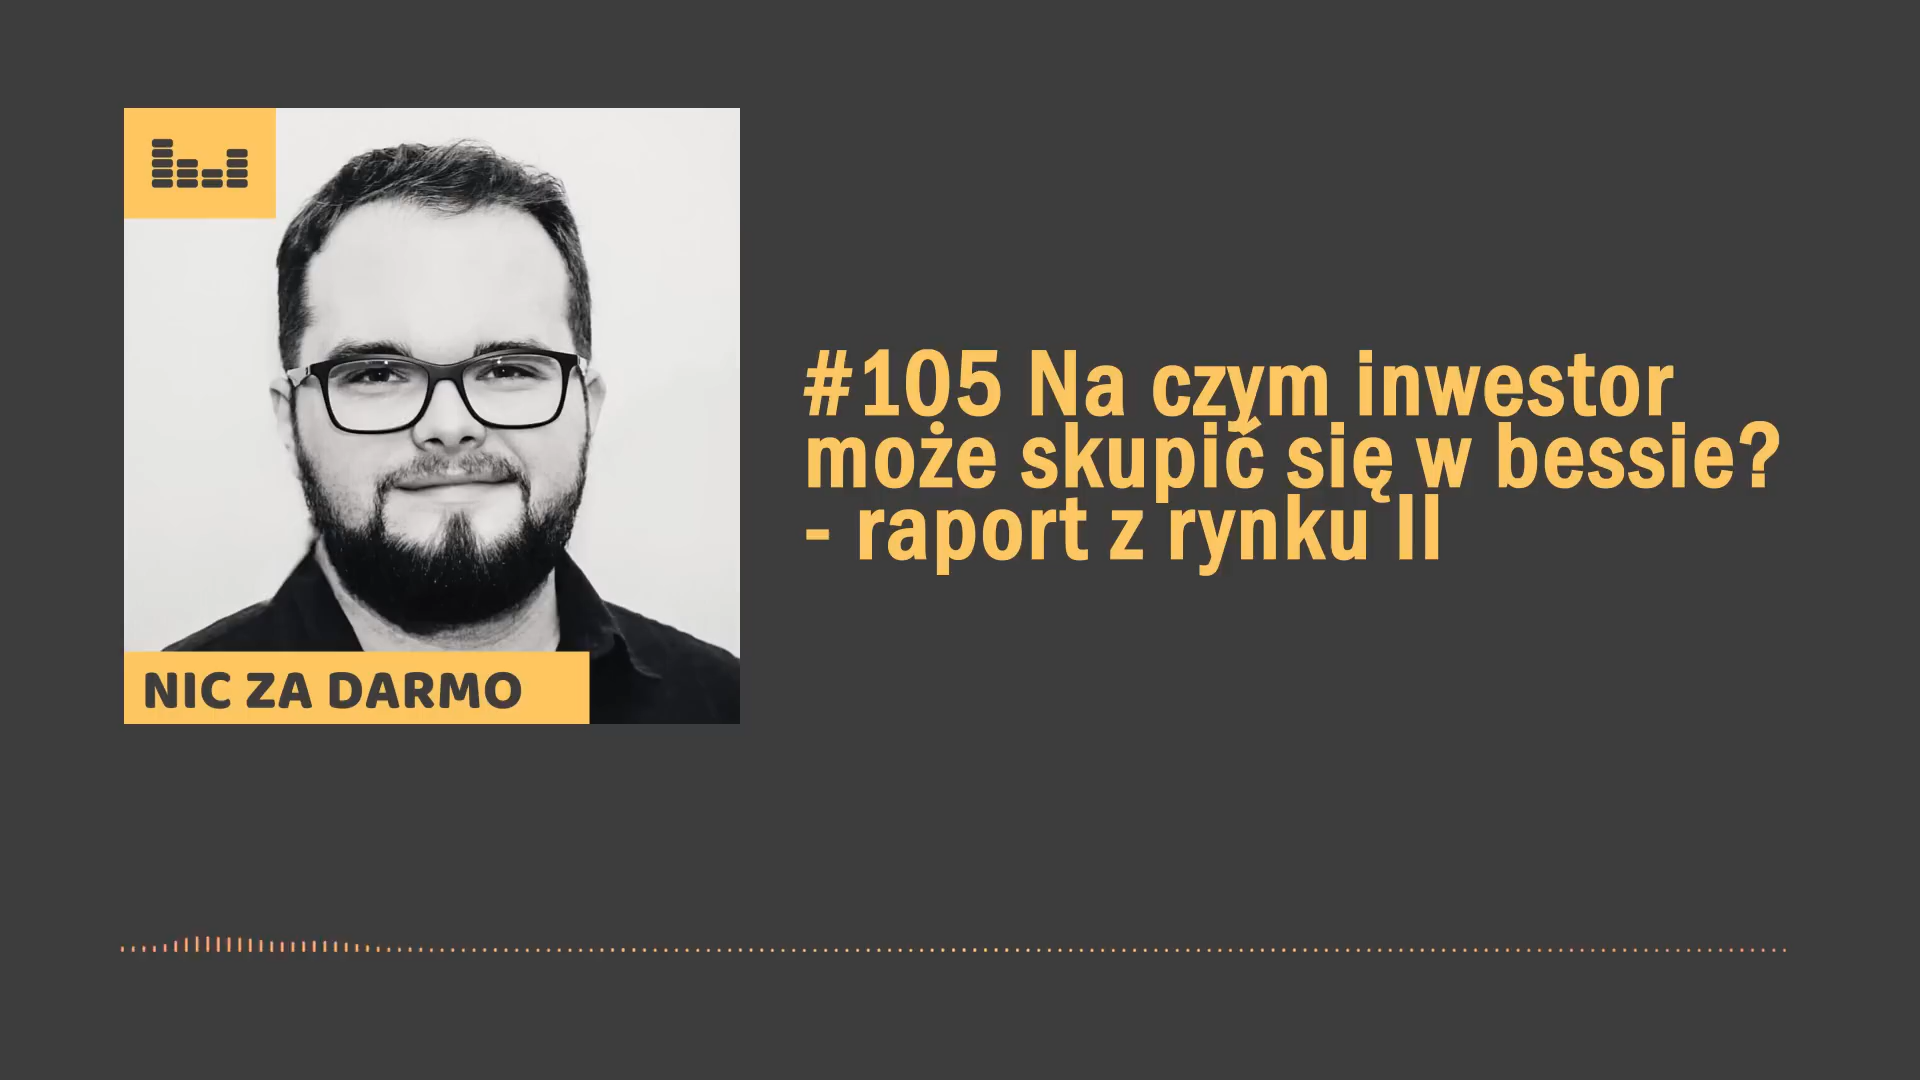 NIC ZA DARMO
#105 Na czym inwestor
może skupić się w bessie?
- raport z rynku II